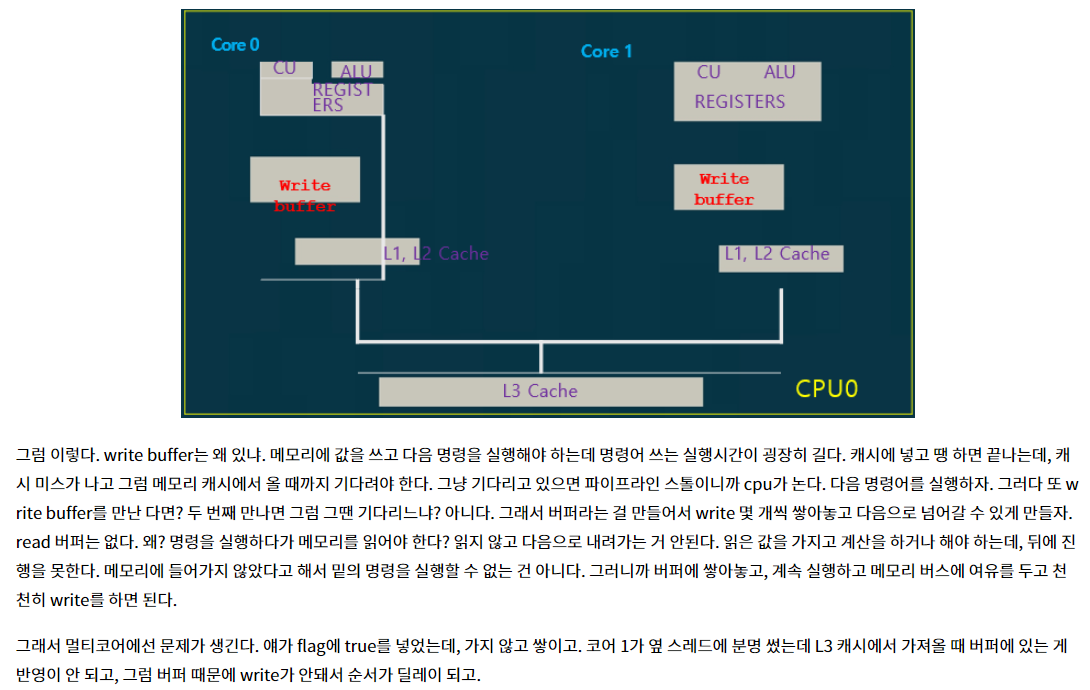 Core 0
Core 1
CU
ALU
REGIST
ERS
CU ALU
REGISTERS
Write
buffer
Write
buffer
L1, L2 Cache
L1, L2 Cache
L3 Cache
CPU0
그럼 이렇다. write buffer는 왜 있냐. 메모리에 값을 쓰고 다음 명령을 실행해야 하는데 명령어 쓰는 실행시간이 굉장히 길다. 캐시에 넣고 땡 하면 끝나는데, 캐
시 미스가 나고 그럼 메모리 캐시에서 올 때까지 기다려야 한다. 그냥 기다리고 있으면 파이프라인 스톨이니까 cpu가 논다. 다음 명령어를 실행하자. 그러다 또 w
rite buffer를 만난 다면? 두 번째 만나면 그럼 그땐 기다리느냐? 아니다. 그래서 버퍼라는 걸 만들어서 write 몇 개씩 쌓아놓고 다음으로 넘어갈 수 있게 만들자.
read 버퍼는 없다. 왜? 명령을 실행하다가 메모리를 읽어야 한다? 읽지 않고 다음으로 내려가는 거 안된다. 읽은 값을 가지고 계산을 하거나 해야 하는데, 뒤에 진
행을 못한다. 메모리에 들어가지 않았다고 해서 밑의 명령을 실행할 수 없는 건 아니다. 그러니까 버퍼에 쌓아놓고, 계속 실행하고 메모리 버스에 여유를 두고 천
천히 write를 하면 된다.
그래서 멀티코어에선 문제가 생긴다. 얘가 flag에 true를 넣었는데, 가지 않고 쌓이고. 코어 1가 옆 스레드에 분명 썼는데 L3 캐시에서 가져올 때 버퍼에 있는 게
반영이 안 되고, 그럼 버퍼 때문에 write가 안돼서 순서가 딜레이 되고.